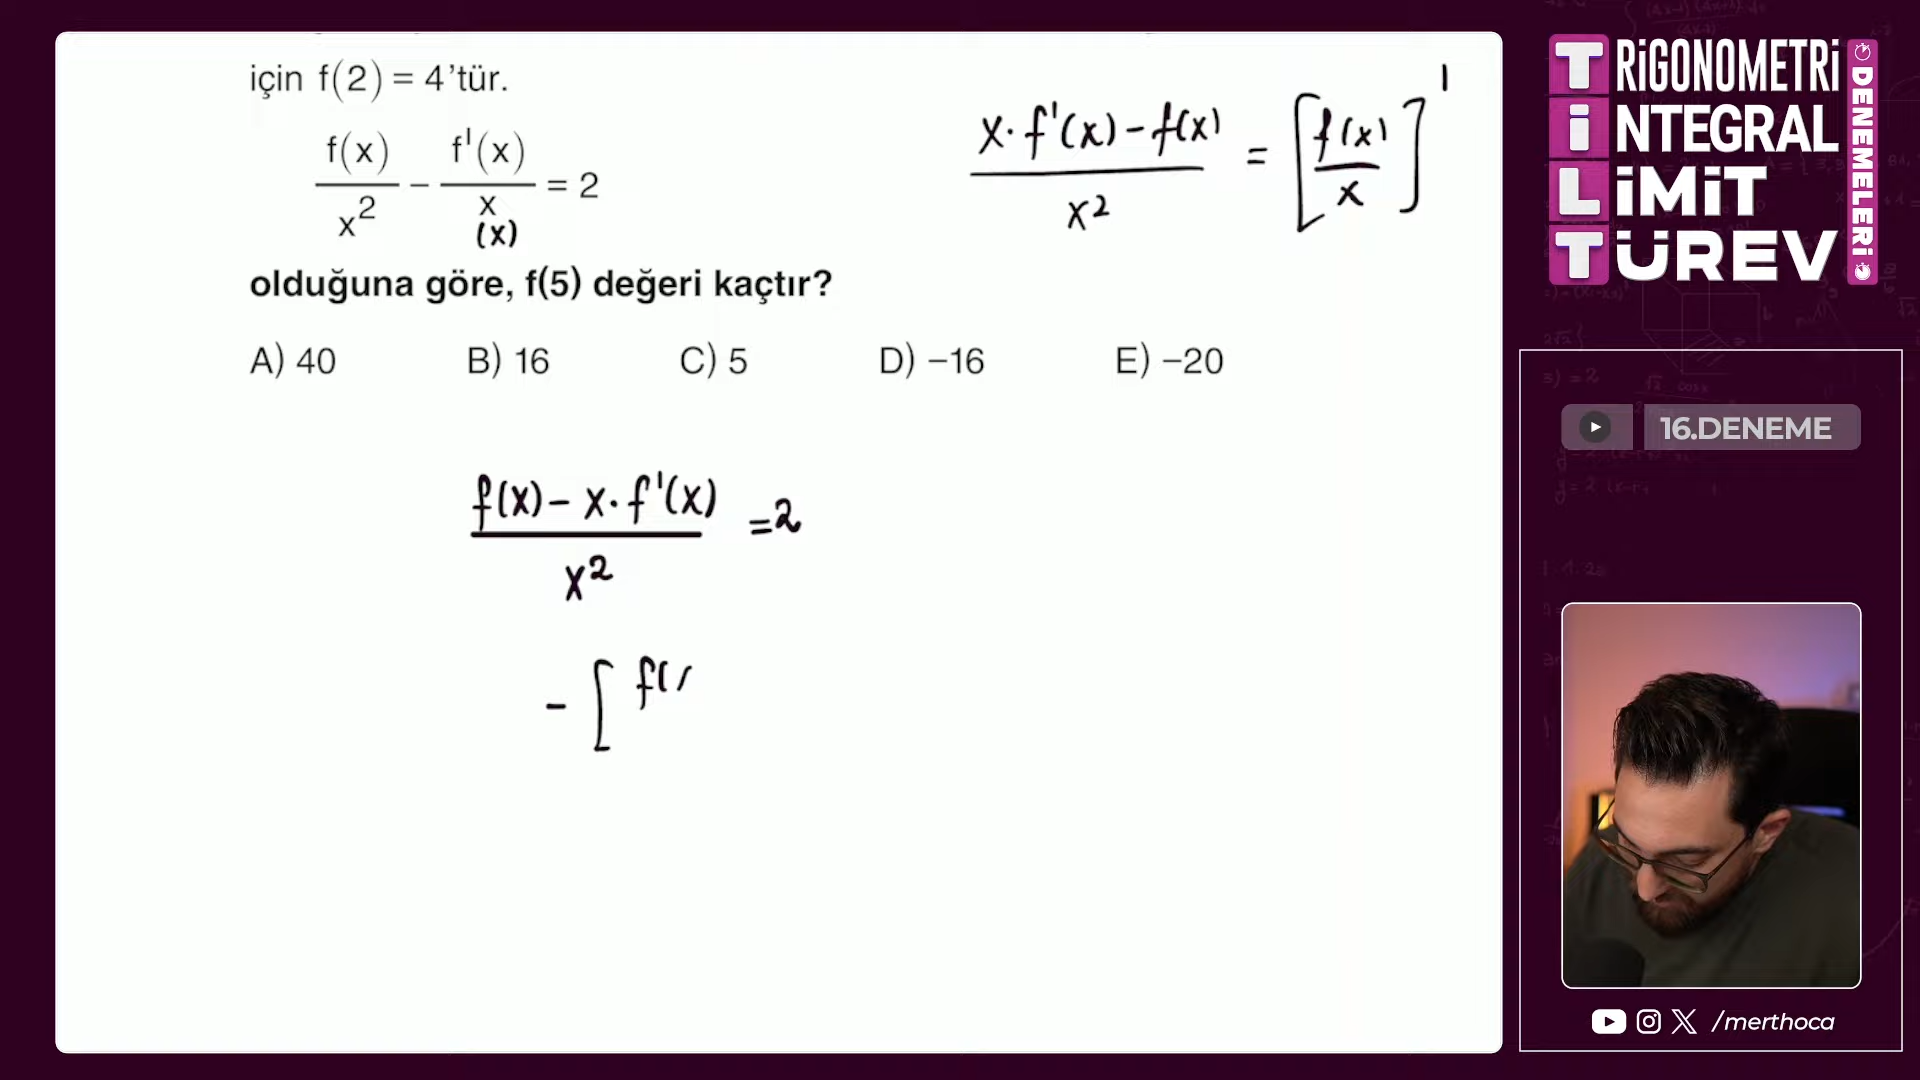 için f(2) = 4'tür.
f(x)/x² − f'(x)/x = 2
(x)
olduğuna göre, f(5) değeri kaçtır?
A) 40 B) 16 C) 5 D) −16 E) −20
x·f'(x) − f(x) / x² = [f(x)/x]'
f(x) − x·f'(x) / x² = 2
− [ f(
TRiGONOMETRi
iNTEGRAL
LiMiT
TÜREV
DENEMELERi
16.DENEME
/merthoca